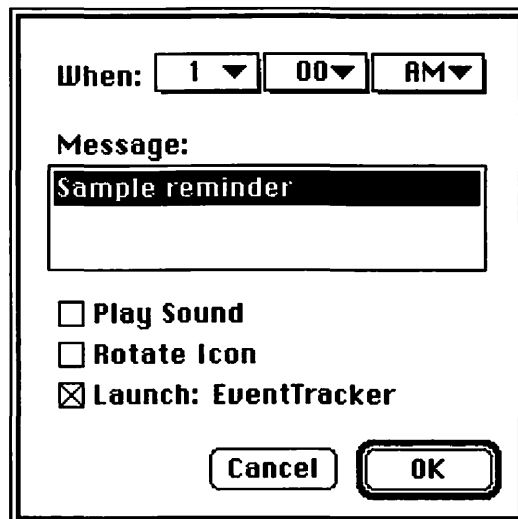 When: 1 00 AM
Message:
Sample reminder
Play Sound
Rotate Icon
Launch: EventTracker
Cancel OK